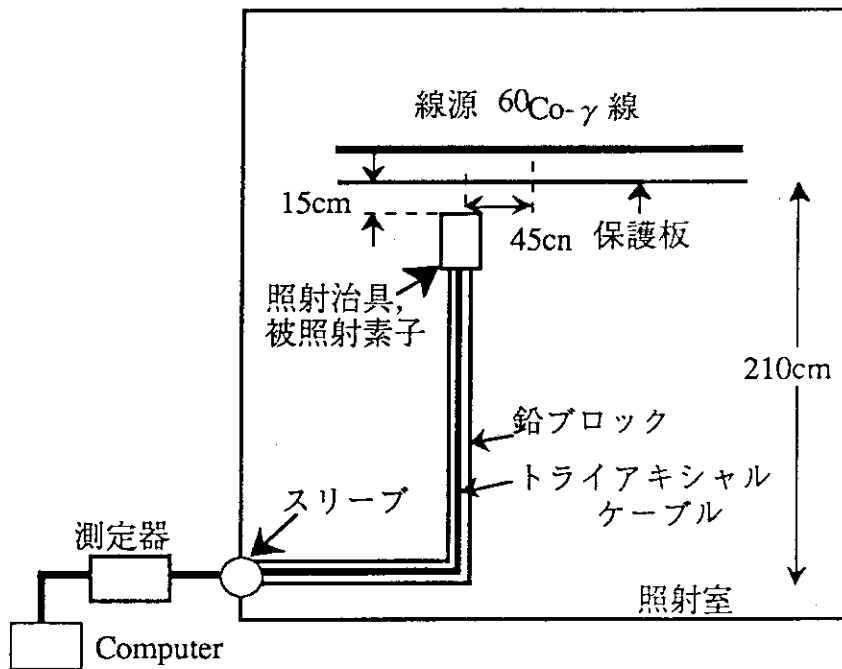 線源 ⁶⁰Co-γ線
15cm
45cn 保護板
照射治具,
被照射素子
210cm
鉛ブロック
トライアキシャル
ケーブル
スリーブ
測定器
照射室
Computer